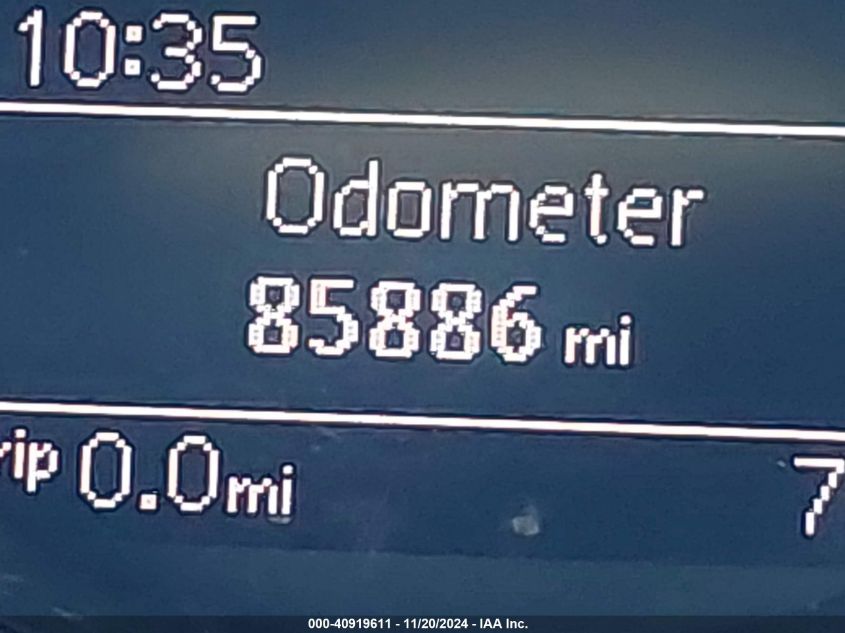 10:35
Odometer
85886 mi
rip 0.0mi 7
000-40919611 - 11/20/2024 - IAA Inc.